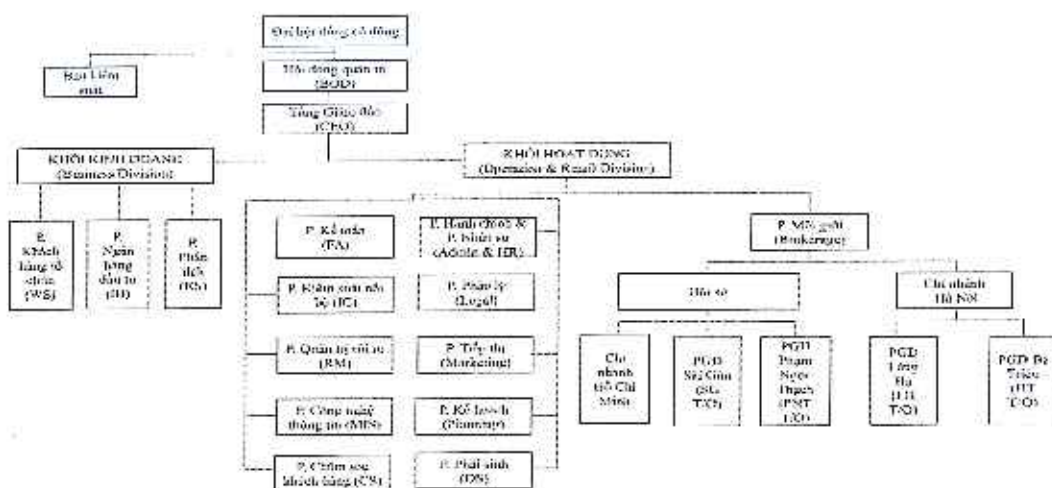 Đại hội đồng cổ đông
Ban kiểm
soát
Hội đồng quản trị
(BOD)
Tổng Giám đốc
(CEO)
KHỐI KINH DOANH
(Business Division)
KHỐI HOẠT ĐỘNG
(Operation & Retail Division)
P.
Khách
hàng tổ
chức
(WS)
P.
Ngân
hàng
đầu tư
(IB)
P.
Phân
tích
(RS)
P. Kế toán
(FA)
P. Hành chính &
P. Nhân sự
(Admin & HR)
P. Môi giới
(Brokerage)
P. Kiểm soát nội
bộ (IC)
P. Pháp lý
(Legal)
Hội sở
Chi nhánh
Hà Nội
P. Quản trị rủi ro
(RM)
P. Tiếp thị
(Marketing)
Chi
nhánh
Hồ Chí
Minh
PGD
Sài Gòn
(SG
T/O)
PGD
Phạm
Ngọc
Thạch
(PNT
T/O)
PGD
Láng
Hạ
(LH
T/O)
PGD Bà
Triệu
(BT
T/O)
P. Công nghệ
thông tin (MIS)
P. Kế hoạch
(Planning)
P. Chăm sóc
khách hàng (CS)
P. Phái sinh
(DS)